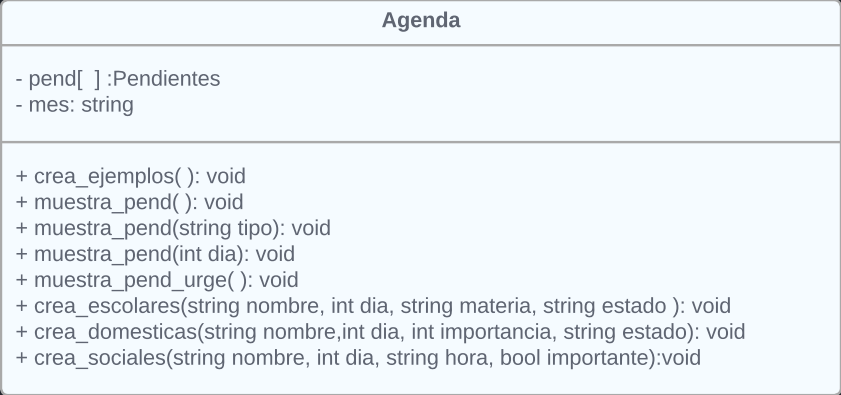 Agenda
- pend[ ] :Pendientes
- mes: string
+ crea_ejemplos( ): void
+ muestra_pend( ): void
+ muestra_pend(string tipo): void
+ muestra_pend(int dia): void
+ muestra_pend_urge( ): void
+ crea_escolares(string nombre, int dia, string materia, string estado ): void
+ crea_domesticas(string nombre,int dia, int importancia, string estado): void
+ crea_sociales(string nombre, int dia, string hora, bool importante):void